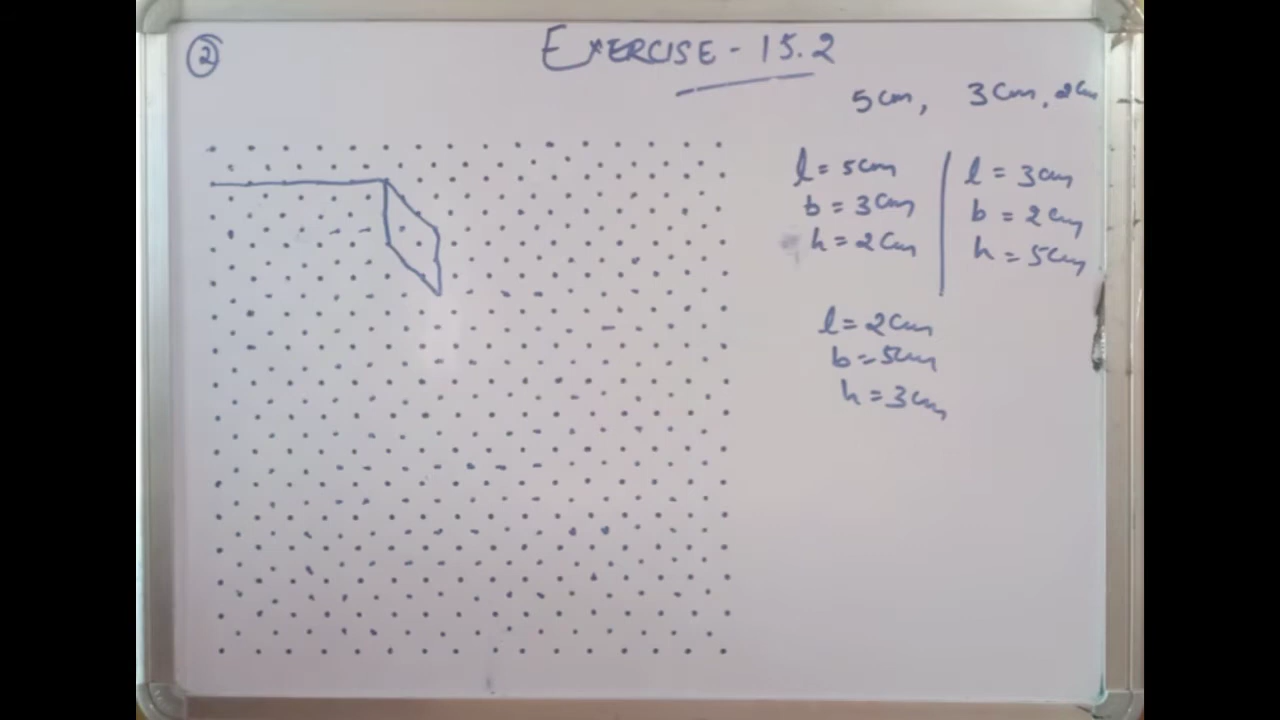 ②
EXERCISE - 15.2
5cm, 3cm, 2cm
l = 5cm
b = 3cm
h = 2cm
l = 3cm
b = 2cm
h = 5cm
l = 2cm
b = 5cm
h = 3cm